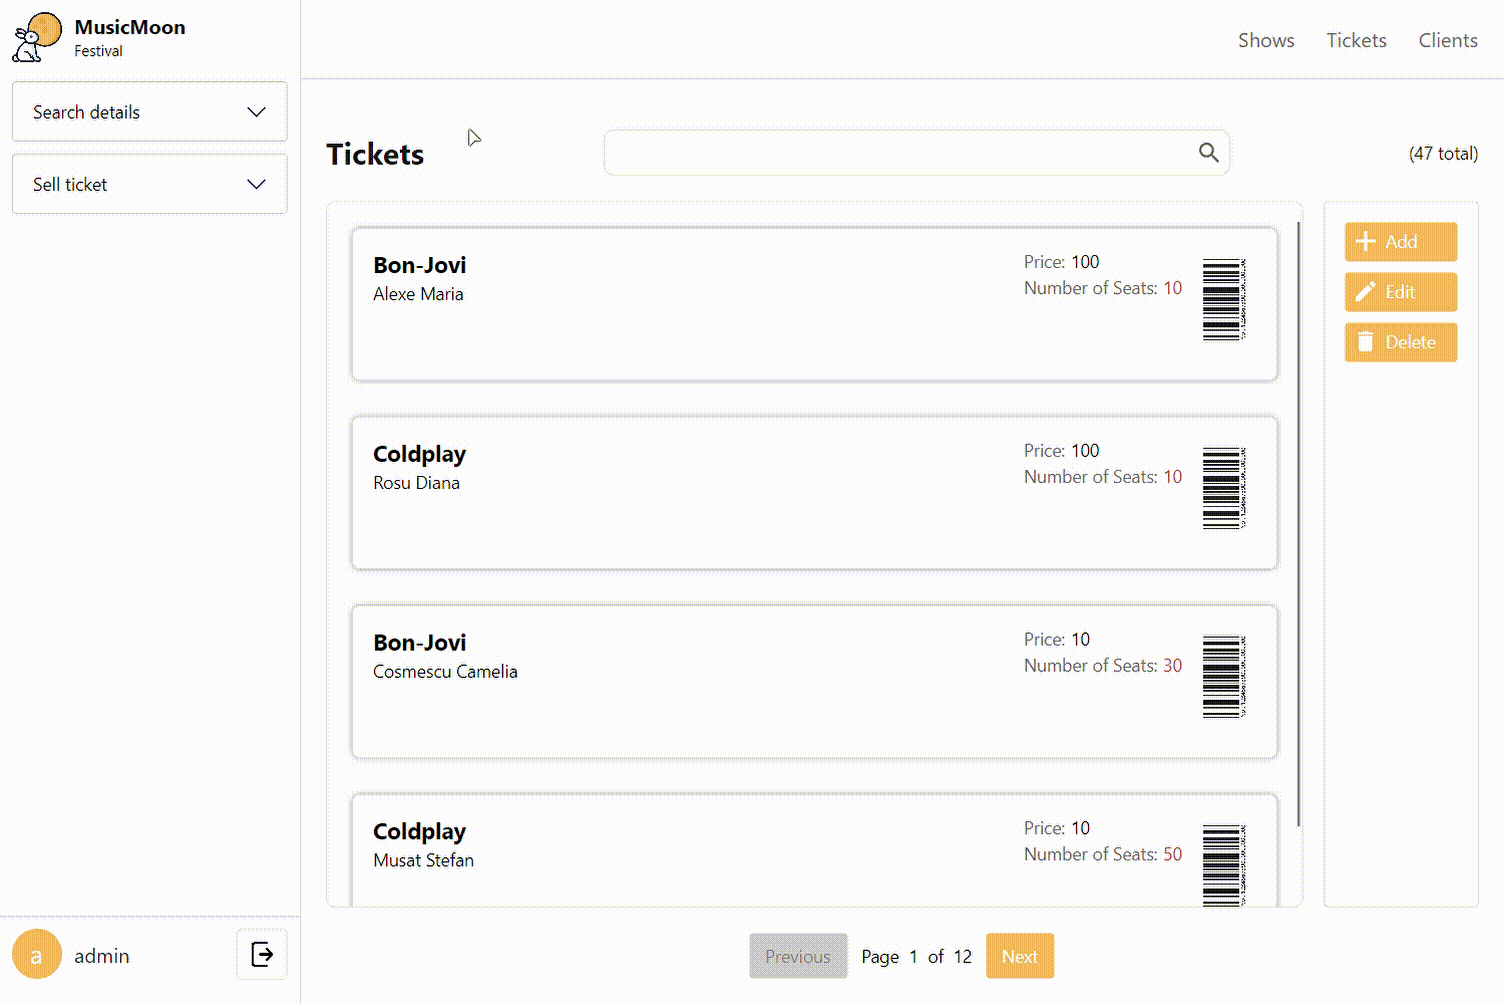 MusicMoon
Festival
Shows Tickets Clients
Search details
Sell ticket
Tickets
(47 total)
Bon-Jovi
Alexe Maria
Price: 100
Number of Seats: 10
Coldplay
Rosu Diana
Price: 100
Number of Seats: 10
Bon-Jovi
Cosmescu Camelia
Price: 10
Number of Seats: 30
Coldplay
Musat Stefan
Price: 10
Number of Seats: 50
Add
Edit
Delete
a admin
Previous Page 1 of 12 Next